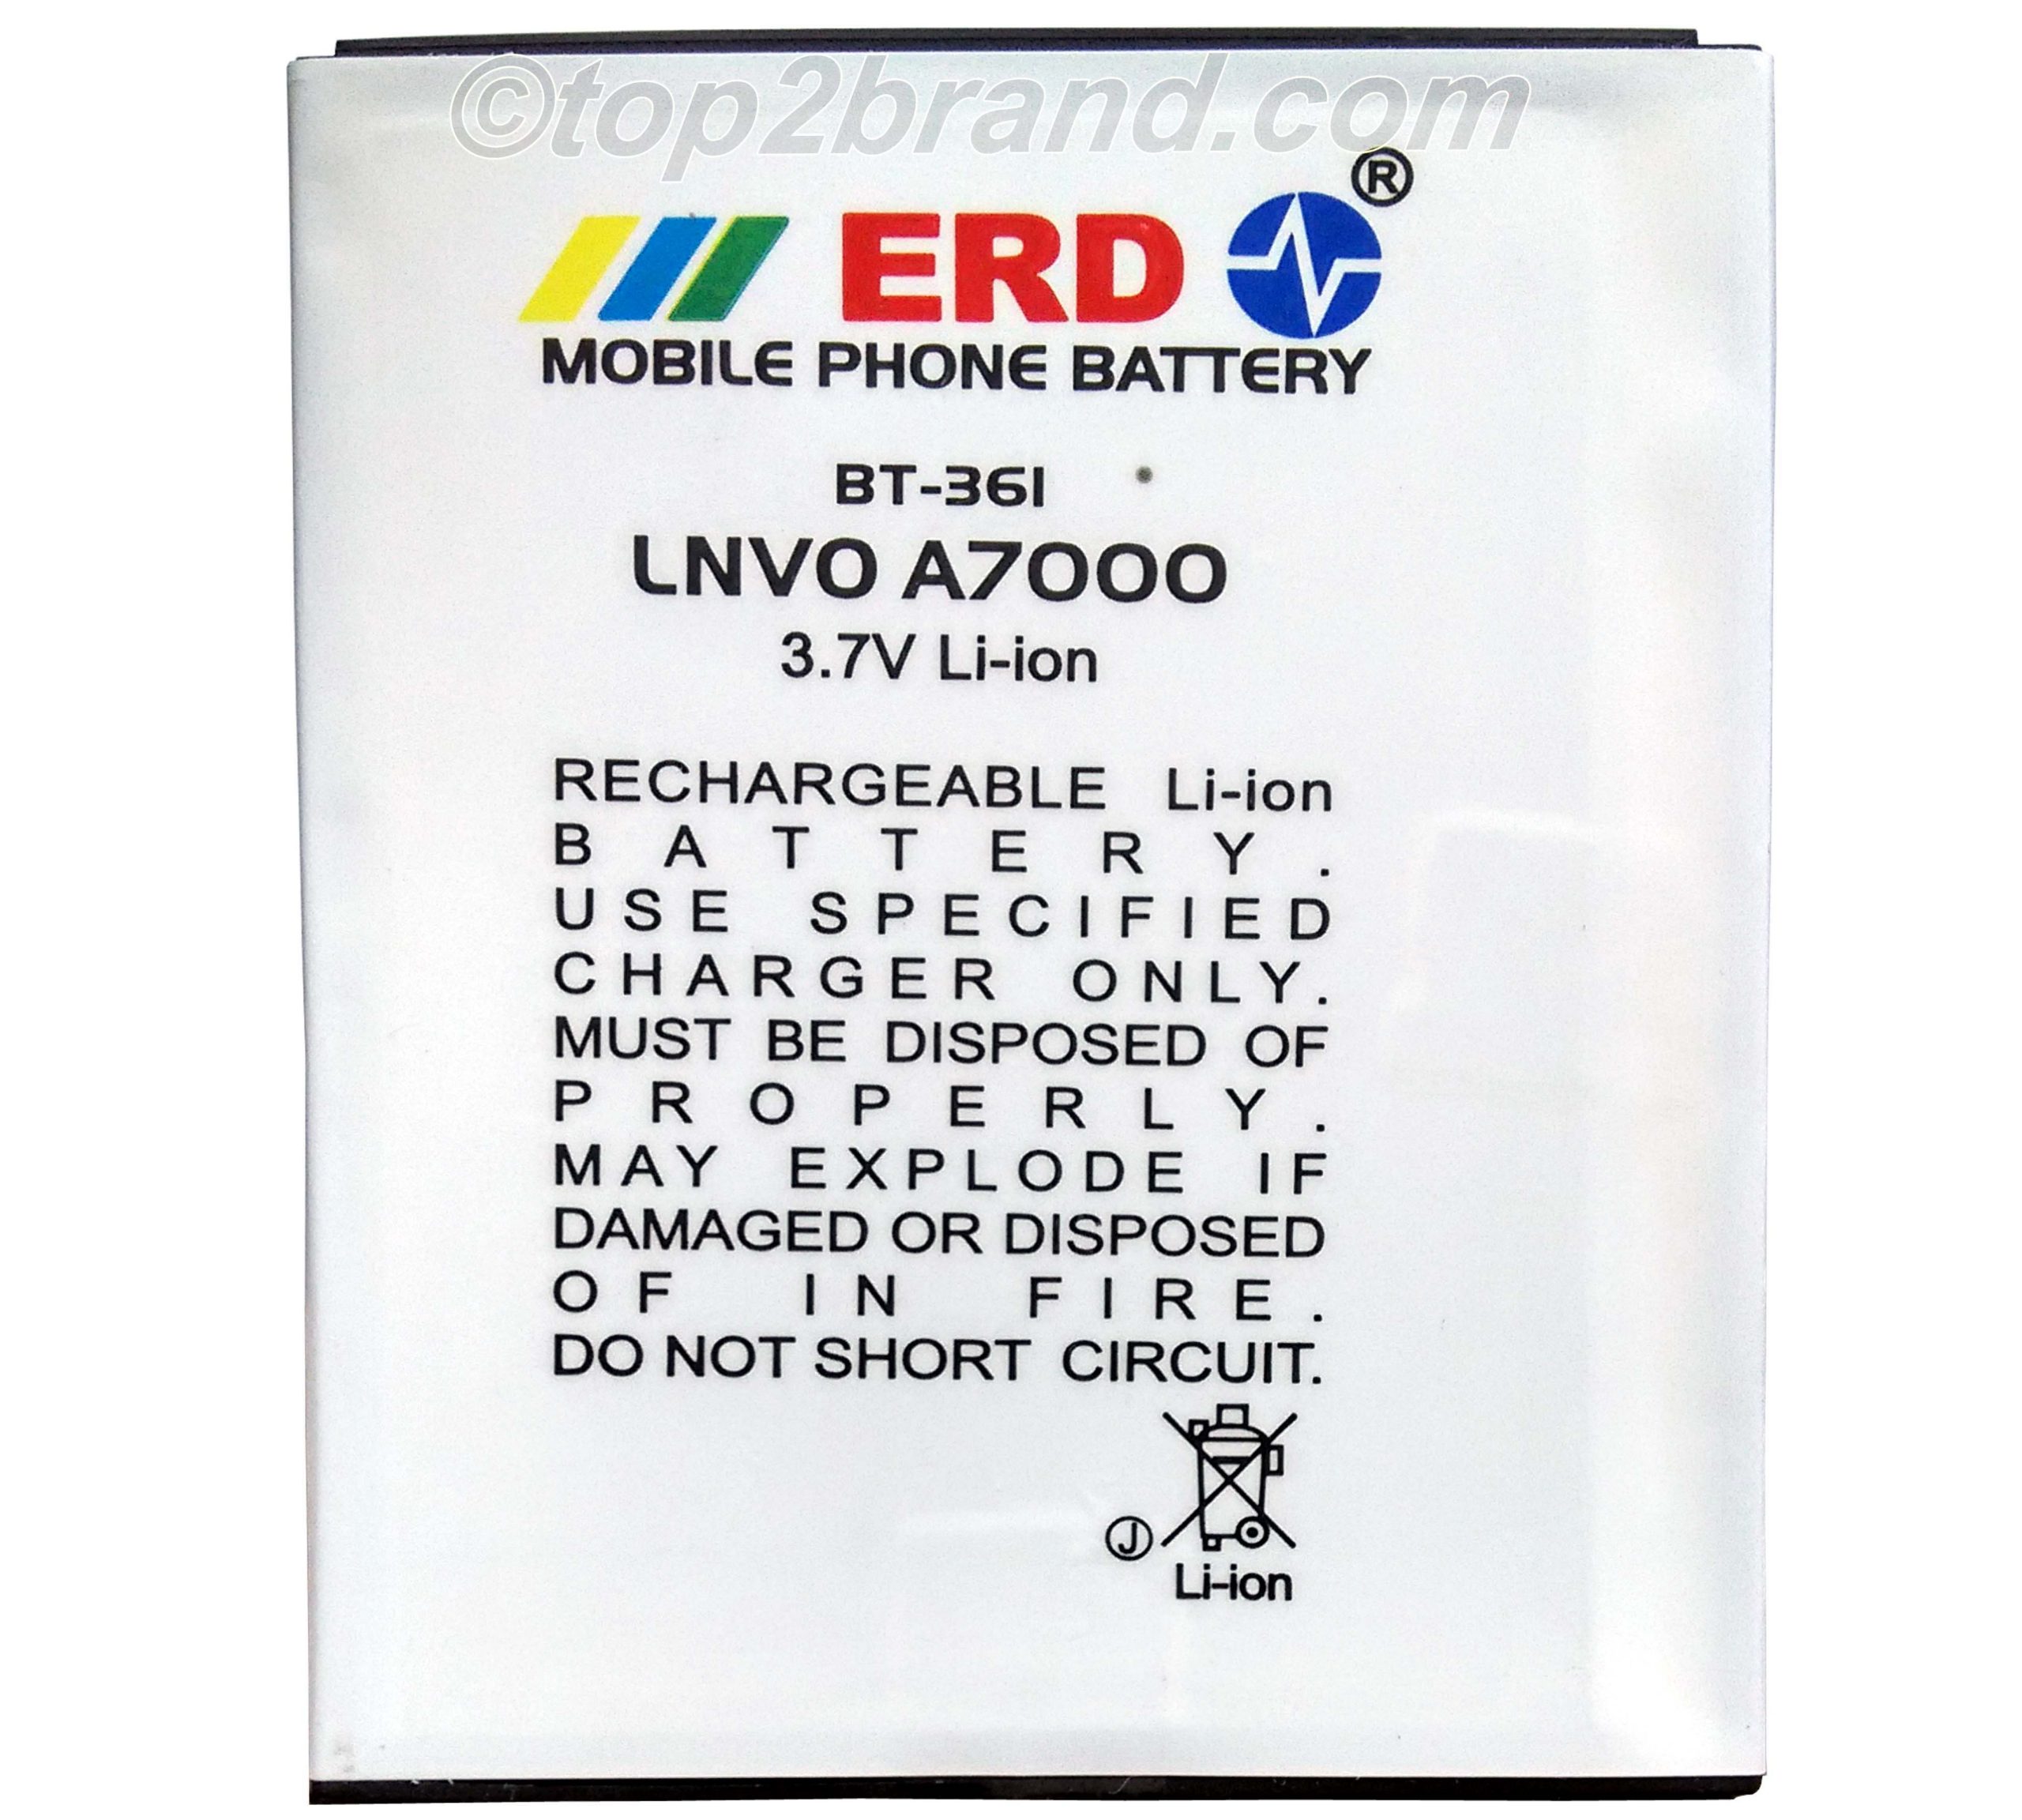 ©top2brand.com
ERD ®
MOBILE PHONE BATTERY
BT-361
LNVO A7000
3.7V Li-ion
RECHARGEABLE Li-ion
BATTERY.
USE SPECIFIED
CHARGER ONLY.
MUST BE DISPOSED OF
PROPERLY.
MAY EXPLODE IF
DAMAGED OR DISPOSED
OF IN FIRE.
DO NOT SHORT CIRCUIT.
J
Li-ion